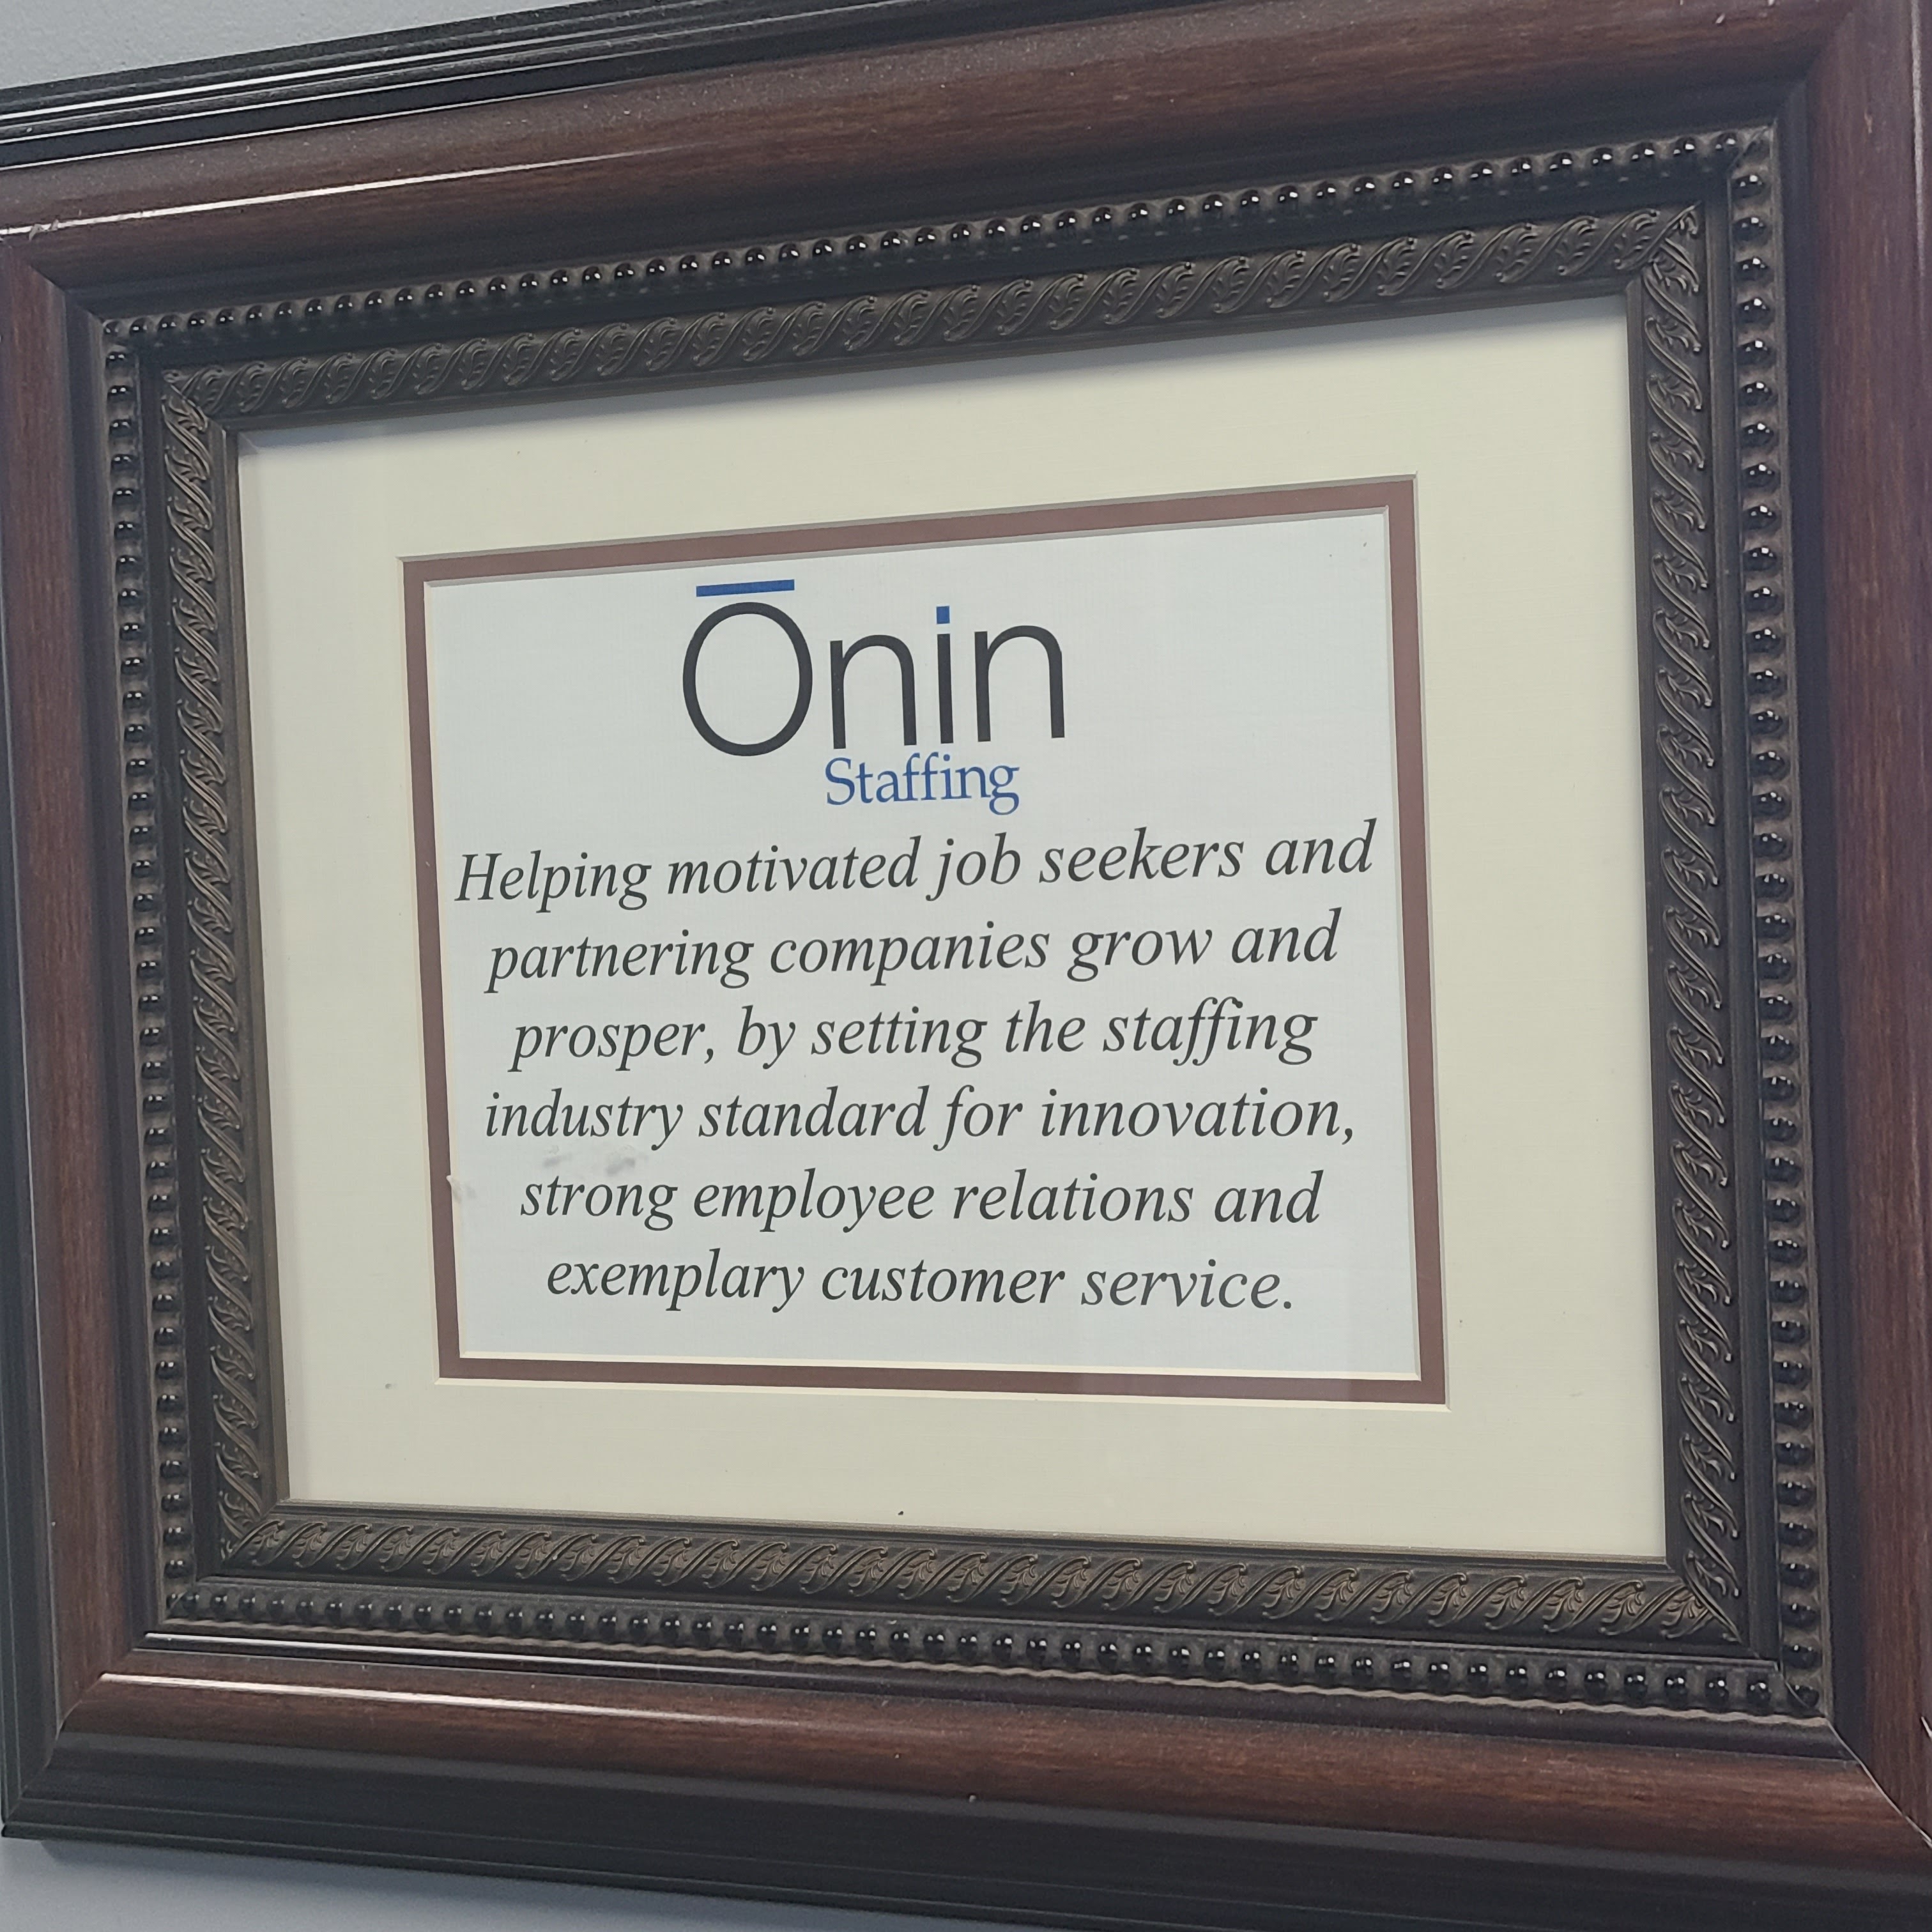 Ōnin
Staffing
Helping motivated job seekers and
partnering companies grow and
prosper, by setting the staffing
industry standard for innovation,
strong employee relations and
exemplary customer service.